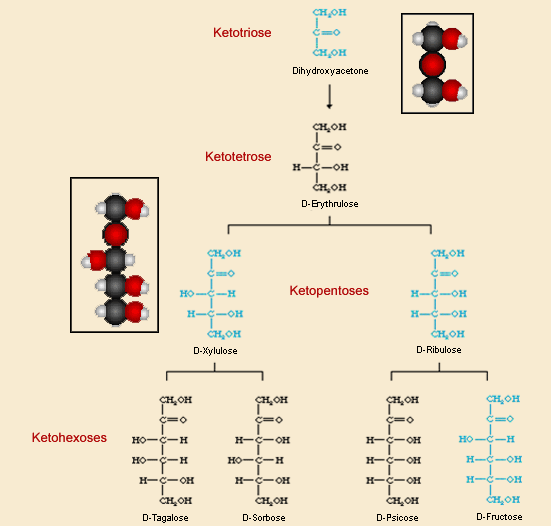 Ketotriose
CH₂OH
C=O
CH₂OH
Dihydroxyacetone
Ketotetrose
CH₂OH
C=O
H–C–OH
CH₂OH
D-Erythrulose
Ketopentoses
CH₂OH
C=O
HO–C–H
H–C–OH
CH₂OH
D-Xylulose
CH₂OH
C=O
H–C–OH
H–C–OH
CH₂OH
D-Ribulose
Ketohexoses
CH₂OH
C=O
HO–C–H
HO–C–H
H–C–OH
CH₂OH
D-Tagalose
CH₂OH
C=O
H–C–OH
HO–C–H
H–C–OH
CH₂OH
D-Sorbose
CH₂OH
C=O
H–C–OH
H–C–OH
H–C–OH
CH₂OH
D-Psicose
CH₂OH
C=O
HO–C–H
H–C–OH
H–C–OH
CH₂OH
D-Fructose